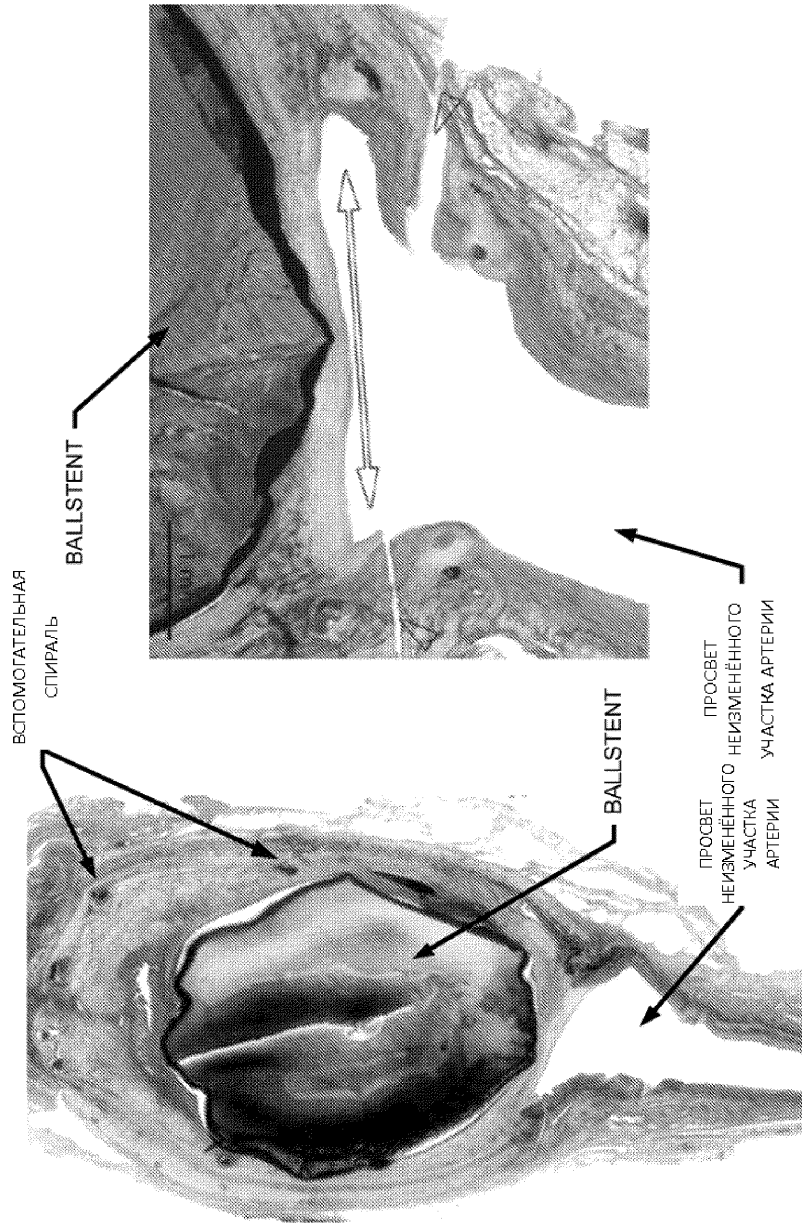 ВСПОМОГАТЕЛЬНАЯ
СПИРАЛЬ
BALLSTENT
BALLSTENT
ПРОСВЕТ
НЕИЗМЕНЁННОГО
УЧАСТКА
АРТЕРИИ
ПРОСВЕТ
НЕИЗМЕНЁННОГО
УЧАСТКА АРТЕРИИ